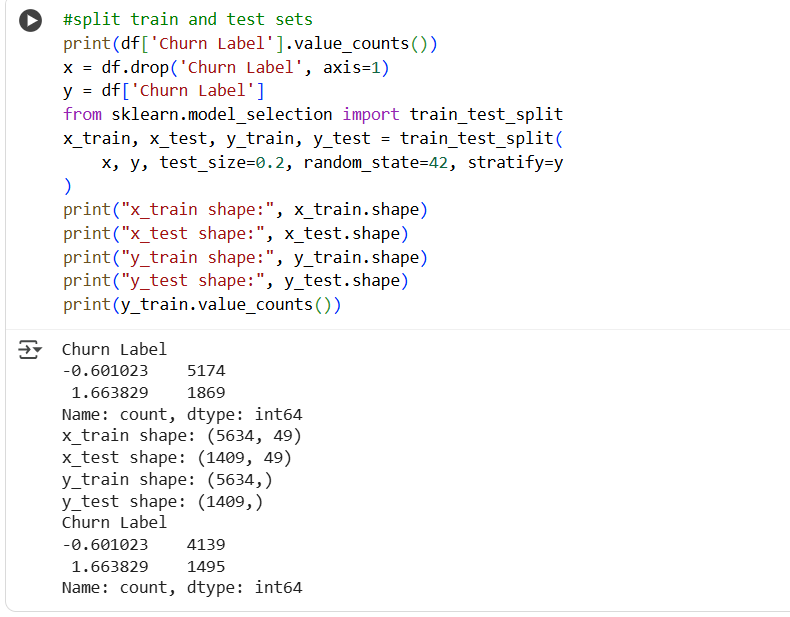 #split train and test sets
print(df['Churn Label'].value_counts())
x = df.drop('Churn Label', axis=1)
y = df['Churn Label']
from sklearn.model_selection import train_test_split
x_train, x_test, y_train, y_test = train_test_split(
    x, y, test_size=0.2, random_state=42, stratify=y
)
print("x_train shape:", x_train.shape)
print("x_test shape:", x_test.shape)
print("y_train shape:", y_train.shape)
print("y_test shape:", y_test.shape)
print(y_train.value_counts())
Churn Label
-0.601023    5174
 1.663829    1869
Name: count, dtype: int64
x_train shape: (5634, 49)
x_test shape: (1409, 49)
y_train shape: (5634,)
y_test shape: (1409,)
Churn Label
-0.601023    4139
 1.663829    1495
Name: count, dtype: int64